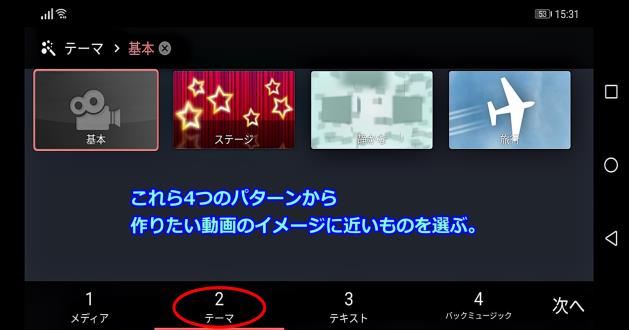 53 15:31
テーマ > 基本
基本
ステージ
静かな
旅行
これら4つのパターンから
作りたい動画のイメージに近いものを選ぶ。
1
メディア
2
テーマ
3
テキスト
4
バックミュージック
次へ